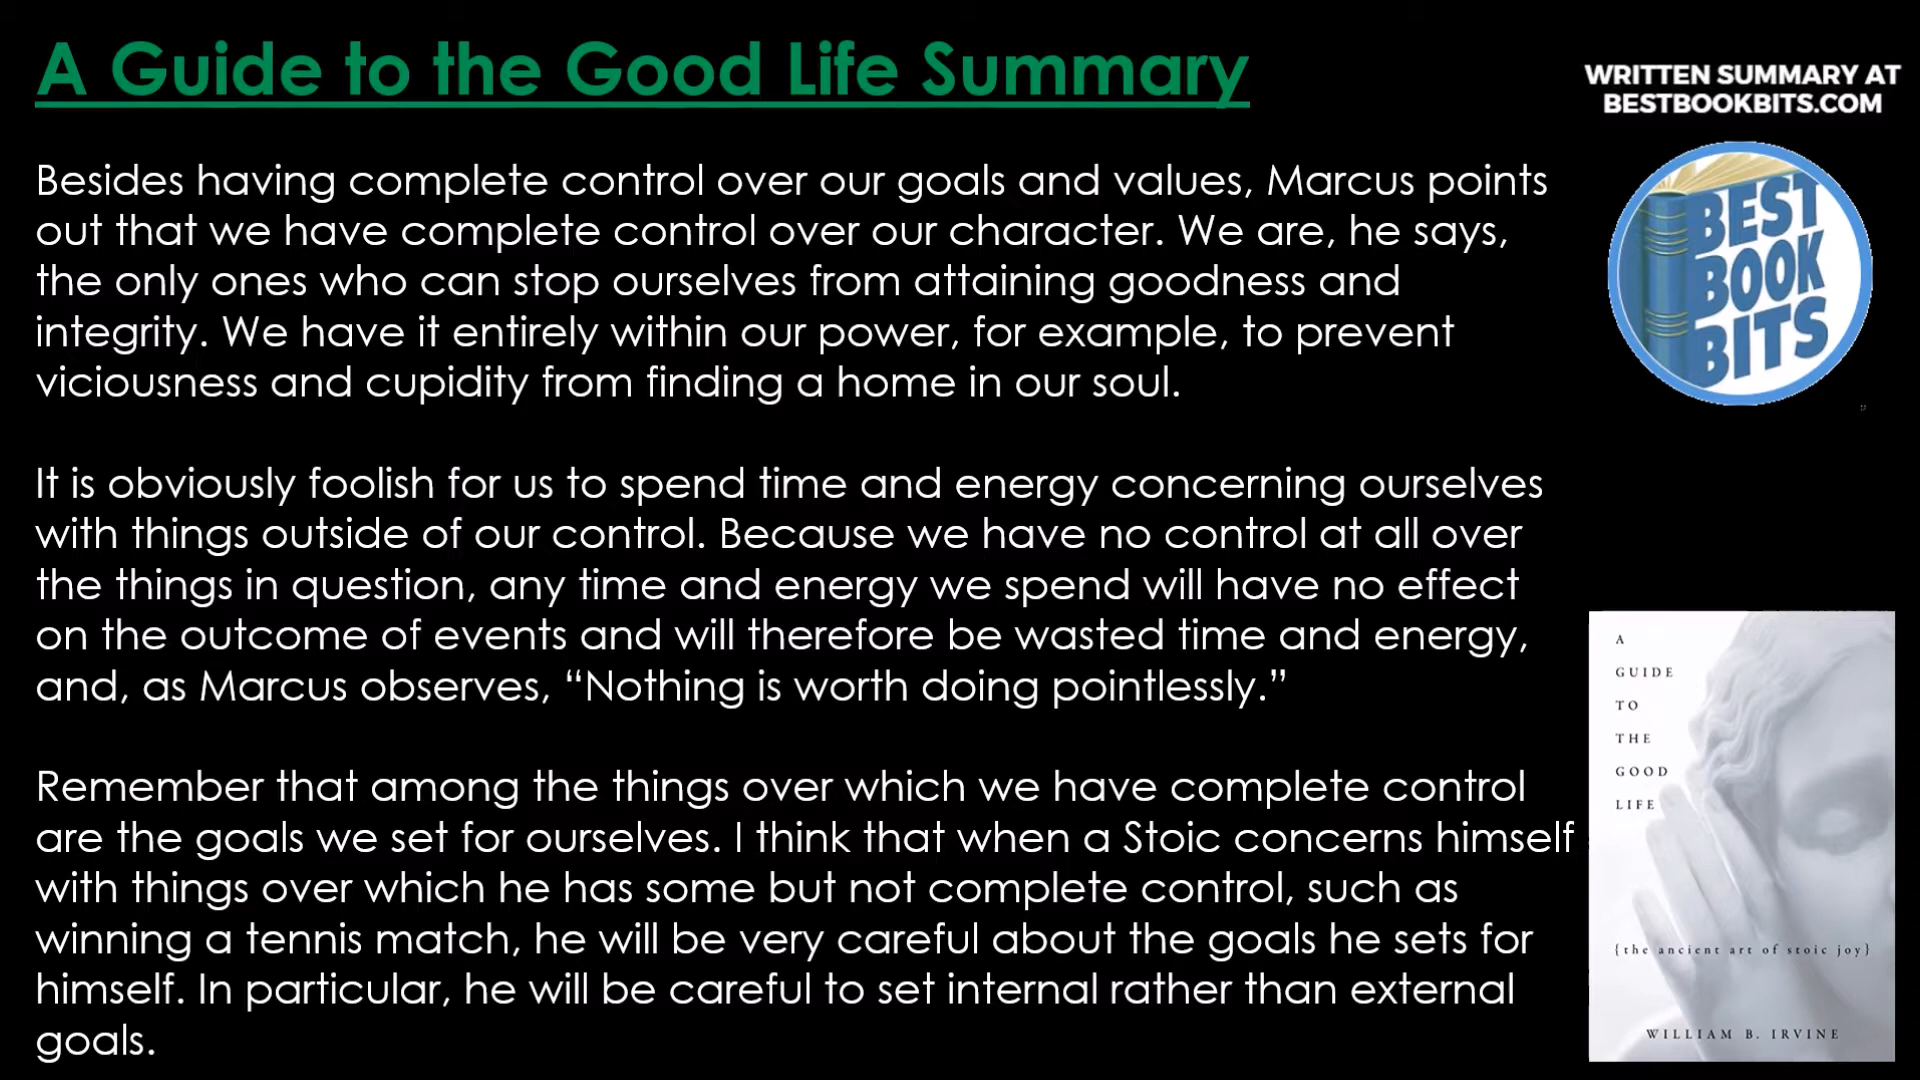 A Guide to the Good Life Summary
WRITTEN SUMMARY AT
BESTBOOKBITS.COM
Besides having complete control over our goals and values, Marcus points
out that we have complete control over our character. We are, he says,
the only ones who can stop ourselves from attaining goodness and
integrity. We have it entirely within our power, for example, to prevent
viciousness and cupidity from finding a home in our soul.
It is obviously foolish for us to spend time and energy concerning ourselves
with things outside of our control. Because we have no control at all over
the things in question, any time and energy we spend will have no effect
on the outcome of events and will therefore be wasted time and energy,
and, as Marcus observes, “Nothing is worth doing pointlessly.”
Remember that among the things over which we have complete control
are the goals we set for ourselves. I think that when a Stoic concerns himself
with things over which he has some but not complete control, such as
winning a tennis match, he will be very careful about the goals he sets for
himself. In particular, he will be careful to set internal rather than external
goals.
BEST
BOOK
BITS
A
GUIDE
TO
THE
GOOD
LIFE
{the ancient art of stoic joy}
WILLIAM B. IRVINE